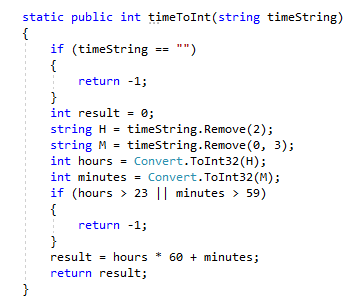 static public int timeToInt(string timeString)
{
if (timeString == "")
{
return -1;
}
int result = 0;
string H = timeString.Remove(2);
string M = timeString.Remove(0, 3);
int hours = Convert.ToInt32(H);
int minutes = Convert.ToInt32(M);
if (hours > 23 || minutes > 59)
{
return -1;
}
result = hours * 60 + minutes;
return result;
}